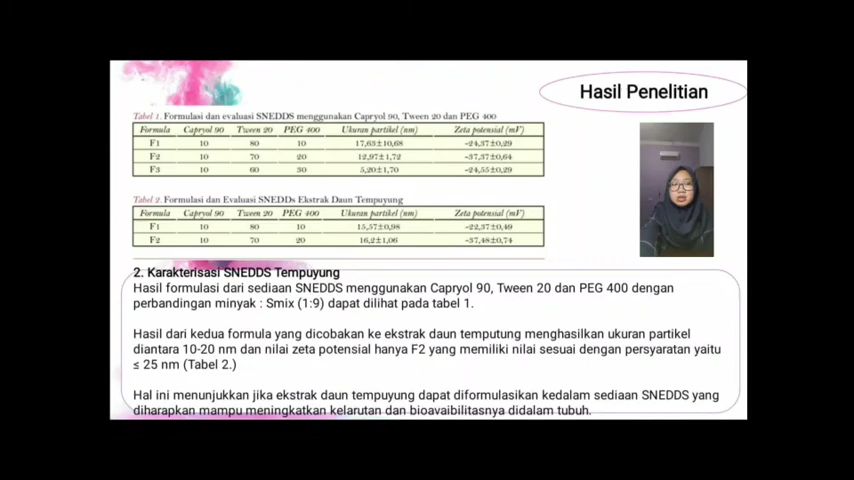 Hasil Penelitian
Tabel 1. Formulasi dan evaluasi SNEDDS menggunakan Capryol 90, Tween 20 dan PEG 400
Formula Capryol 90 Tween 20 PEG 400 Ukuran partikel (nm) Zeta potensial (mV)
F1 10 80 10 17,63±10,68 -24,37±0,29
F2 10 70 20 12,97±1,72 -37,37±0,64
F3 10 60 30 5,20±1,70 -24,55±0,29
Tabel 2. Formulasi dan Evaluasi SNEDDs Ekstrak Daun Tempuyung
Formula Capryol 90 Tween 20 PEG 400 Ukuran partikel (nm) Zeta potensial (mV)
F1 10 80 10 15,57±0,98 -22,37±0,49
F2 10 70 20 16,2±1,06 -37,48±0,74
2. Karakterisasi SNEDDS Tempuyung
Hasil formulasi dari sediaan SNEDDS menggunakan Capryol 90, Tween 20 dan PEG 400 dengan
perbandingan minyak : Smix (1:9) dapat dilihat pada tabel 1.
Hasil dari kedua formula yang dicobakan ke ekstrak daun temputung menghasilkan ukuran partikel
diantara 10-20 nm dan nilai zeta potensial hanya F2 yang memiliki nilai sesuai dengan persyaratan yaitu
≤ 25 nm (Tabel 2.)
Hal ini menunjukkan jika ekstrak daun tempuyung dapat diformulasikan kedalam sediaan SNEDDS yang
diharapkan mampu meningkatkan kelarutan dan bioavaibilitasnya didalam tubuh.